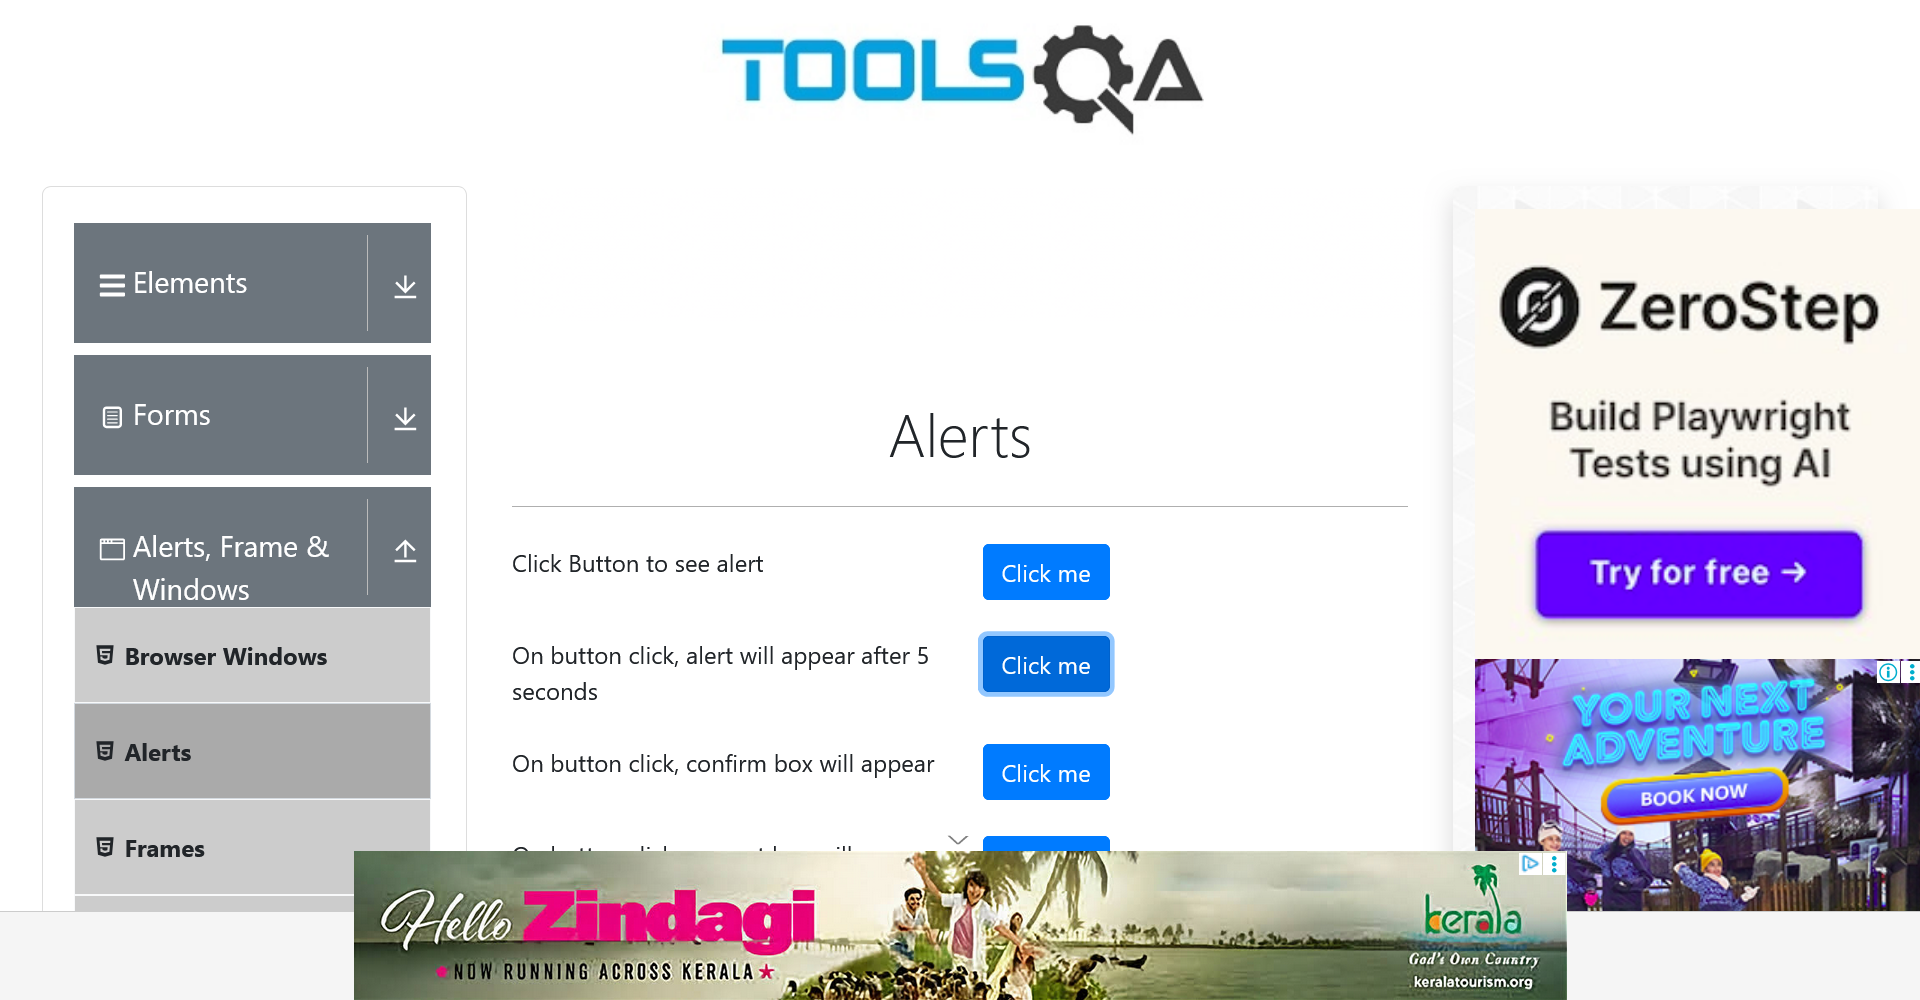 TOOLSQA
Elements
Forms
Alerts, Frame &
Windows
Browser Windows
Alerts
Frames
Alerts
Click Button to see alert
Click me
On button click, alert will appear after 5
seconds
Click me
On button click, confirm box will appear
Click me
ZeroStep
Build Playwright
Tests using AI
Try for free →
YOUR NEXT
ADVENTURE
BOOK NOW
Hello Zindagi
★NOW RUNNING ACROSS KERALA★
kerala
God's Own Country
keralatourism.org